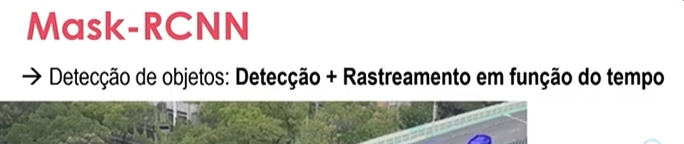 Mask-RCNN
→ Detecção de objetos: Detecção + Rastreamento em função do tempo